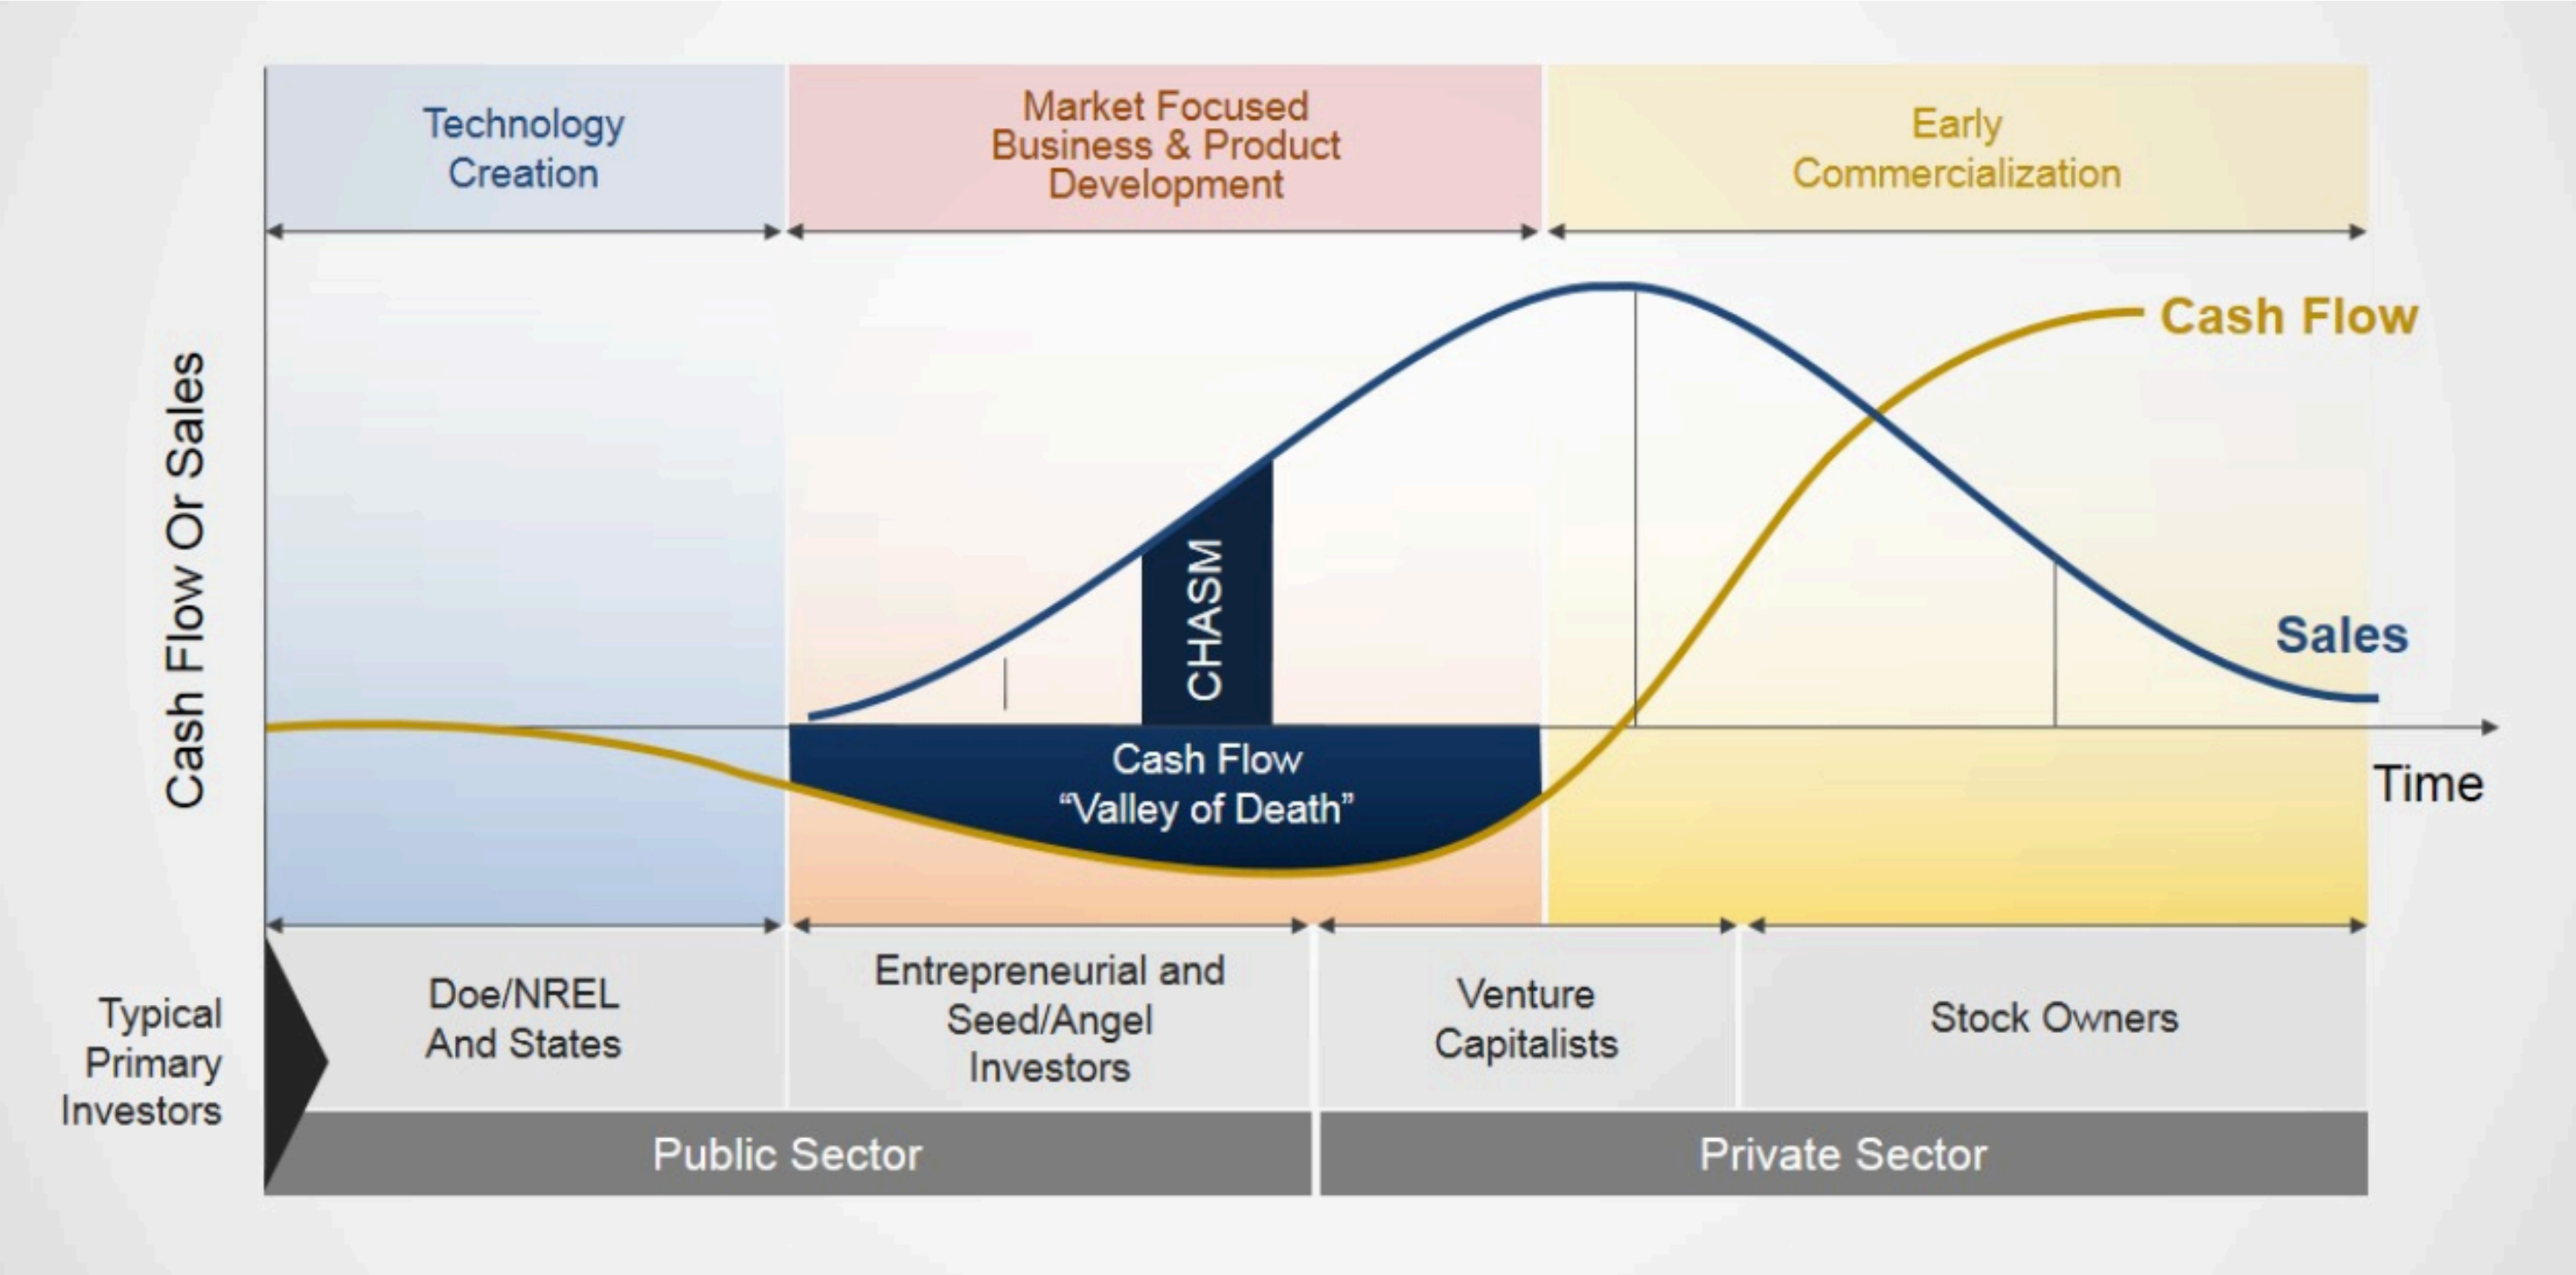 Technology
Creation
Market Focused
Business & Product
Development
Early
Commercialization
Cash Flow Or Sales
Cash Flow
CHASM
Sales
Cash Flow
“Valley of Death”
Time
Typical
Primary
Investors
Doe/NREL
And States
Entrepreneurial and
Seed/Angel
Investors
Venture
Capitalists
Stock Owners
Public Sector
Private Sector